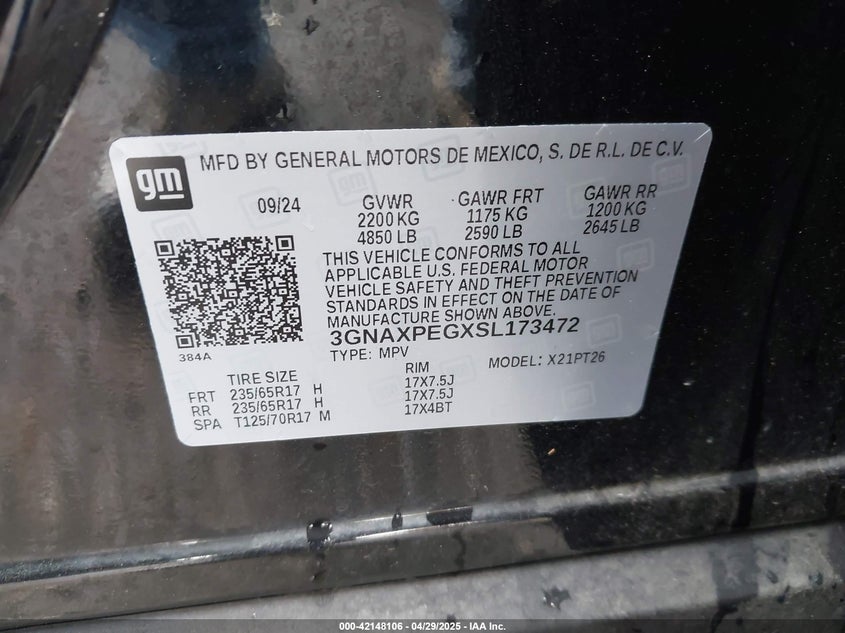 gm
MFD BY GENERAL MOTORS DE MEXICO, S. DE R.L. DE C.V.
09/24 GVWR GAWR FRT GAWR RR
2200 KG 1175 KG 1200 KG
4850 LB 2590 LB 2645 LB
THIS VEHICLE CONFORMS TO ALL
APPLICABLE U.S. FEDERAL MOTOR
VEHICLE SAFETY AND THEFT PREVENTION
STANDARDS IN EFFECT ON THE DATE OF
MANUFACTURE SHOWN ABOVE.
3GNAXPEGXSL173472
384A
TYPE: MPV MODEL: X21PT26
TIRE SIZE RIM
FRT 235/65R17 H 17X7.5J
RR 235/65R17 H 17X7.5J
SPA T125/70R17 M 17X4BT
000-42148106 - 04/29/2025 - IAA Inc.